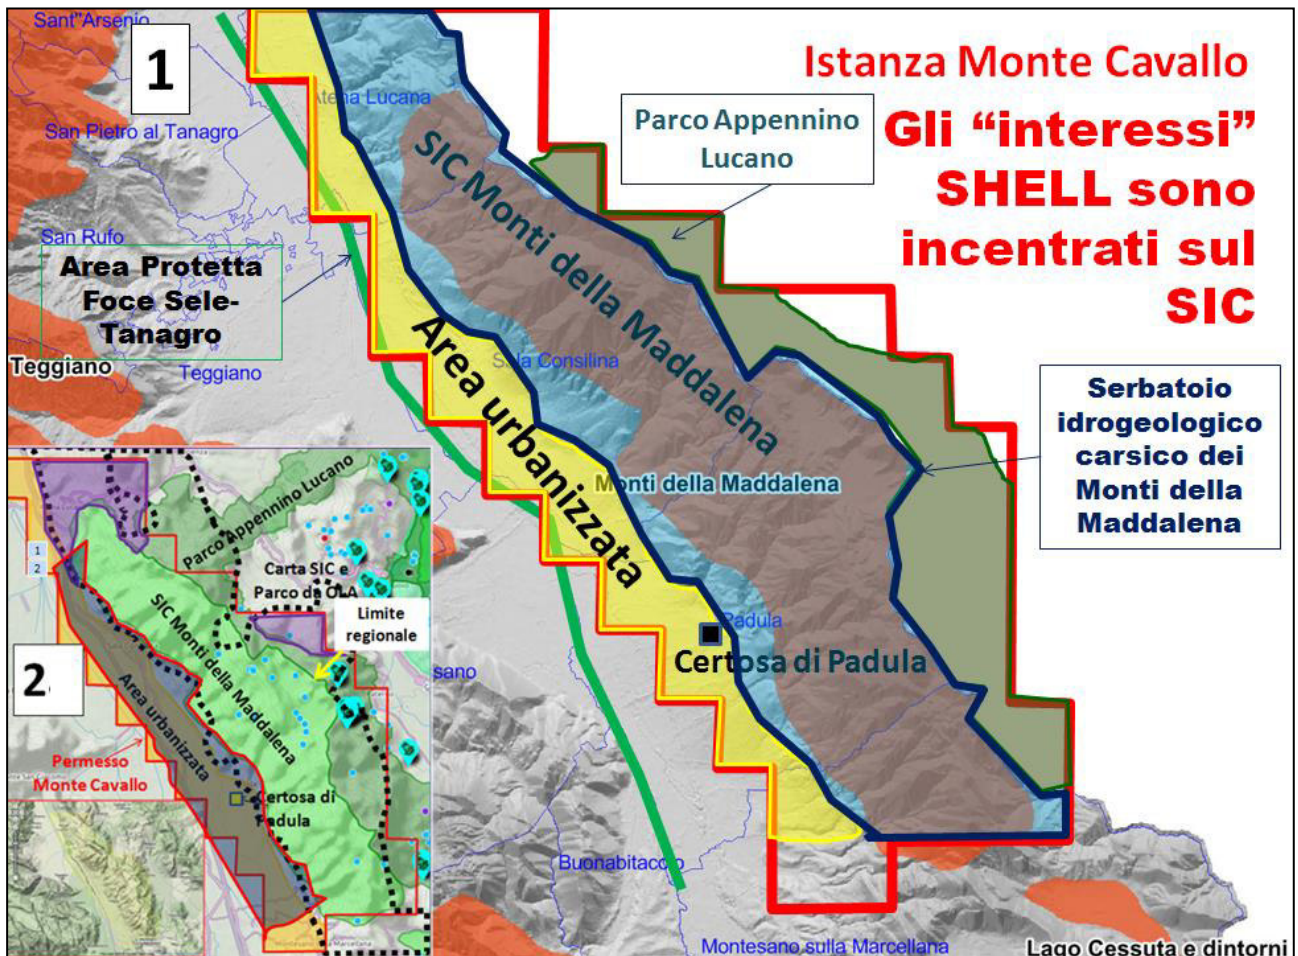 Sant"Arsenio
1
Istanza Monte Cavallo
Gli “interessi”
SHELL sono
incentrati sul
SIC
Parco Appennino
Lucano
Atena Lucana
San Pietro al Tanagro
SIC Monti della Maddalena
San Rufo
Area Protetta
Foce Sele-
Tanagro
Teggiano
Teggiano
Area urbanizzata
Sala Consilina
Serbatoio
idrogeologico
carsico dei
Monti della
Maddalena
Monti della Maddalena
Padula
Certosa di Padula
sano
Buonabitacolo
Montesano sulla Marcellana
Lago Cessuta e dintorni
Parco Appennino Lucano
1
2
Carta SIC e
Parco da OLA
Limite
regionale
SIC Monti della Maddalena
2
Area urbanizzata
Permesso
Monte Cavallo
Certosa di
Padula